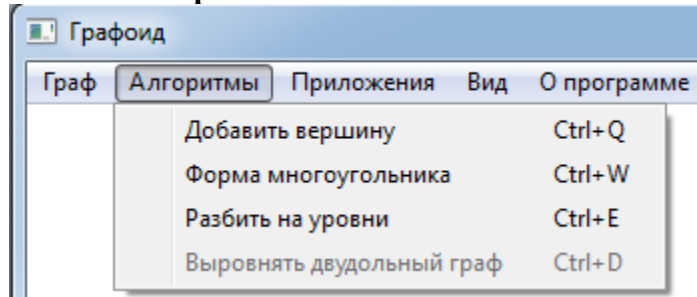 Графоид
Граф Алгоритмы Приложения Вид О программе
Добавить вершину Ctrl+Q
Форма многоугольника Ctrl+W
Разбить на уровни Ctrl+E
Выровнять двудольный граф Ctrl+D